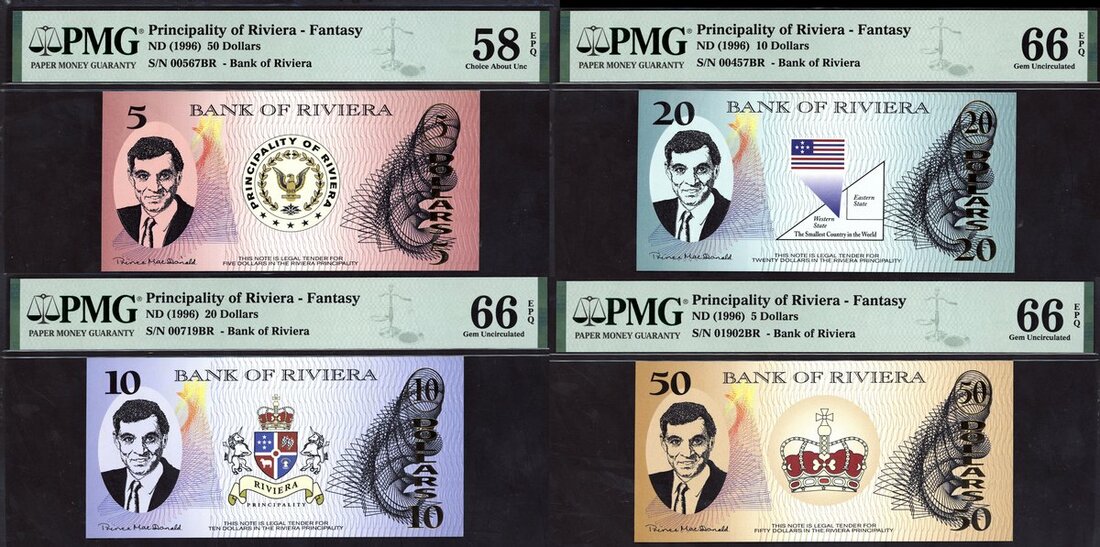 PMG
PAPER MONEY GUARANTY
Principality of Riviera - Fantasy
ND (1996) 50 Dollars
S/N 00567BR - Bank of Riviera
58 EPQ
Choice About Unc
5
BANK OF RIVIERA
5 DOLLARS 5
PRINCIPALITY OF RIVIERA
Prince MacDonald
THIS NOTE IS LEGAL TENDER FOR
FIVE DOLLARS IN THE RIVIERA PRINCIPALITY
PMG
PAPER MONEY GUARANTY
Principality of Riviera - Fantasy
ND (1996) 10 Dollars
S/N 00457BR - Bank of Riviera
66 EPQ
Gem Uncirculated
20
BANK OF RIVIERA
20 DOLLARS 20
Eastern
State
Western
State
The Smallest Country in the World
Prince MacDonald
THIS NOTE IS LEGAL TENDER FOR
TWENTY DOLLARS IN THE RIVIERA PRINCIPALITY
PMG
PAPER MONEY GUARANTY
Principality of Riviera - Fantasy
ND (1996) 20 Dollars
S/N 00719BR - Bank of Riviera
66 EPQ
Gem Uncirculated
10
BANK OF RIVIERA
10 DOLLARS 10
RIVIERA
PRINCIPALITY
Prince MacDonald
THIS NOTE IS LEGAL TENDER FOR
TEN DOLLARS IN THE RIVIERA PRINCIPALITY
PMG
PAPER MONEY GUARANTY
Principality of Riviera - Fantasy
ND (1996) 5 Dollars
S/N 01902BR - Bank of Riviera
66 EPQ
Gem Uncirculated
50
BANK OF RIVIERA
50 DOLLARS 50
Prince MacDonald
THIS NOTE IS LEGAL TENDER FOR
FIFTY DOLLARS IN THE RIVIERA PRINCIPALITY